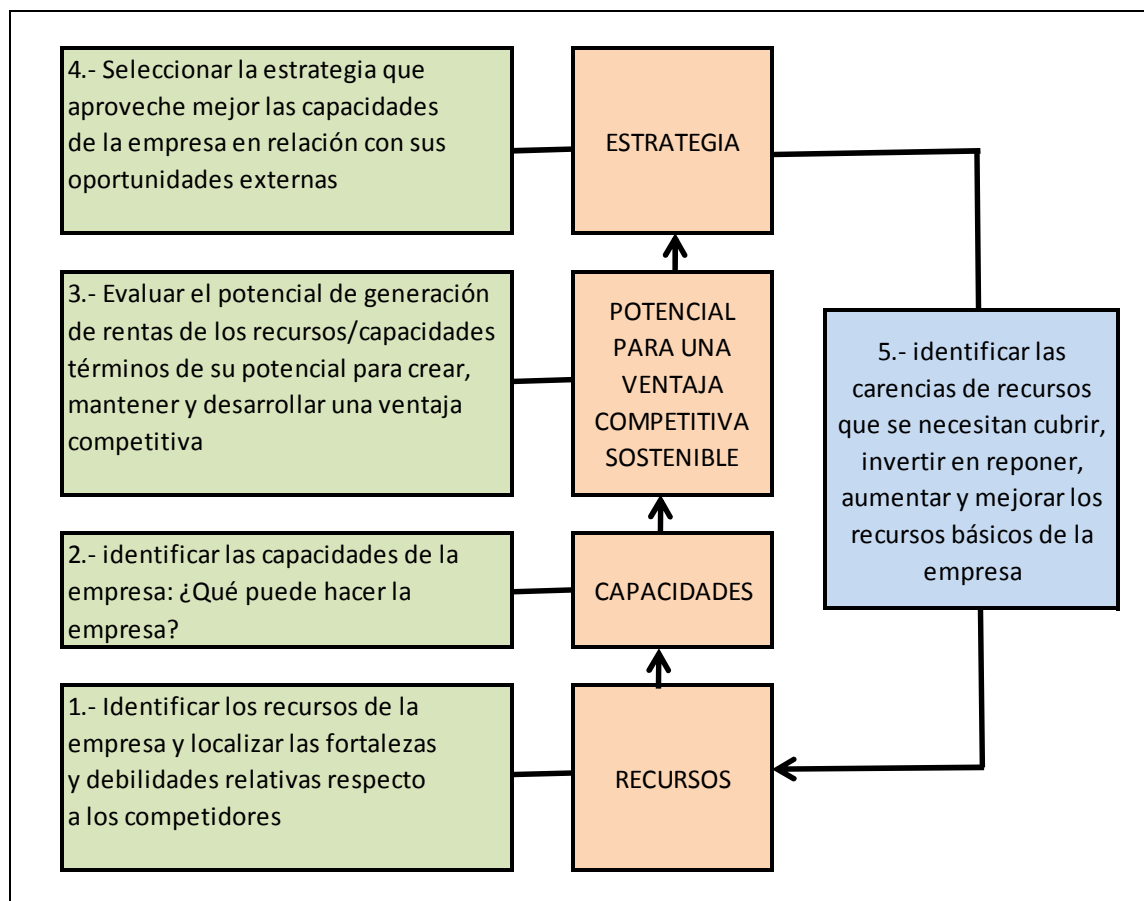 4.- Seleccionar la estrategia que
aproveche mejor las capacidades
de la empresa en relación con sus
oportunidades externas
ESTRATEGIA
3.- Evaluar el potencial de generación
de rentas de los recursos/capacidades
términos de su potencial para crear,
mantener y desarrollar una ventaja
competitiva
POTENCIAL
PARA UNA
VENTAJA
COMPETITIVA
SOSTENIBLE
5.- identificar las
carencias de recursos
que se necesitan cubrir,
invertir en reponer,
aumentar y mejorar los
recursos básicos de la
empresa
2.- identificar las capacidades de la
empresa: ¿Qué puede hacer la
empresa?
CAPACIDADES
1.- Identificar los recursos de la
empresa y localizar las fortalezas
y debilidades relativas respecto
a los competidores
RECURSOS